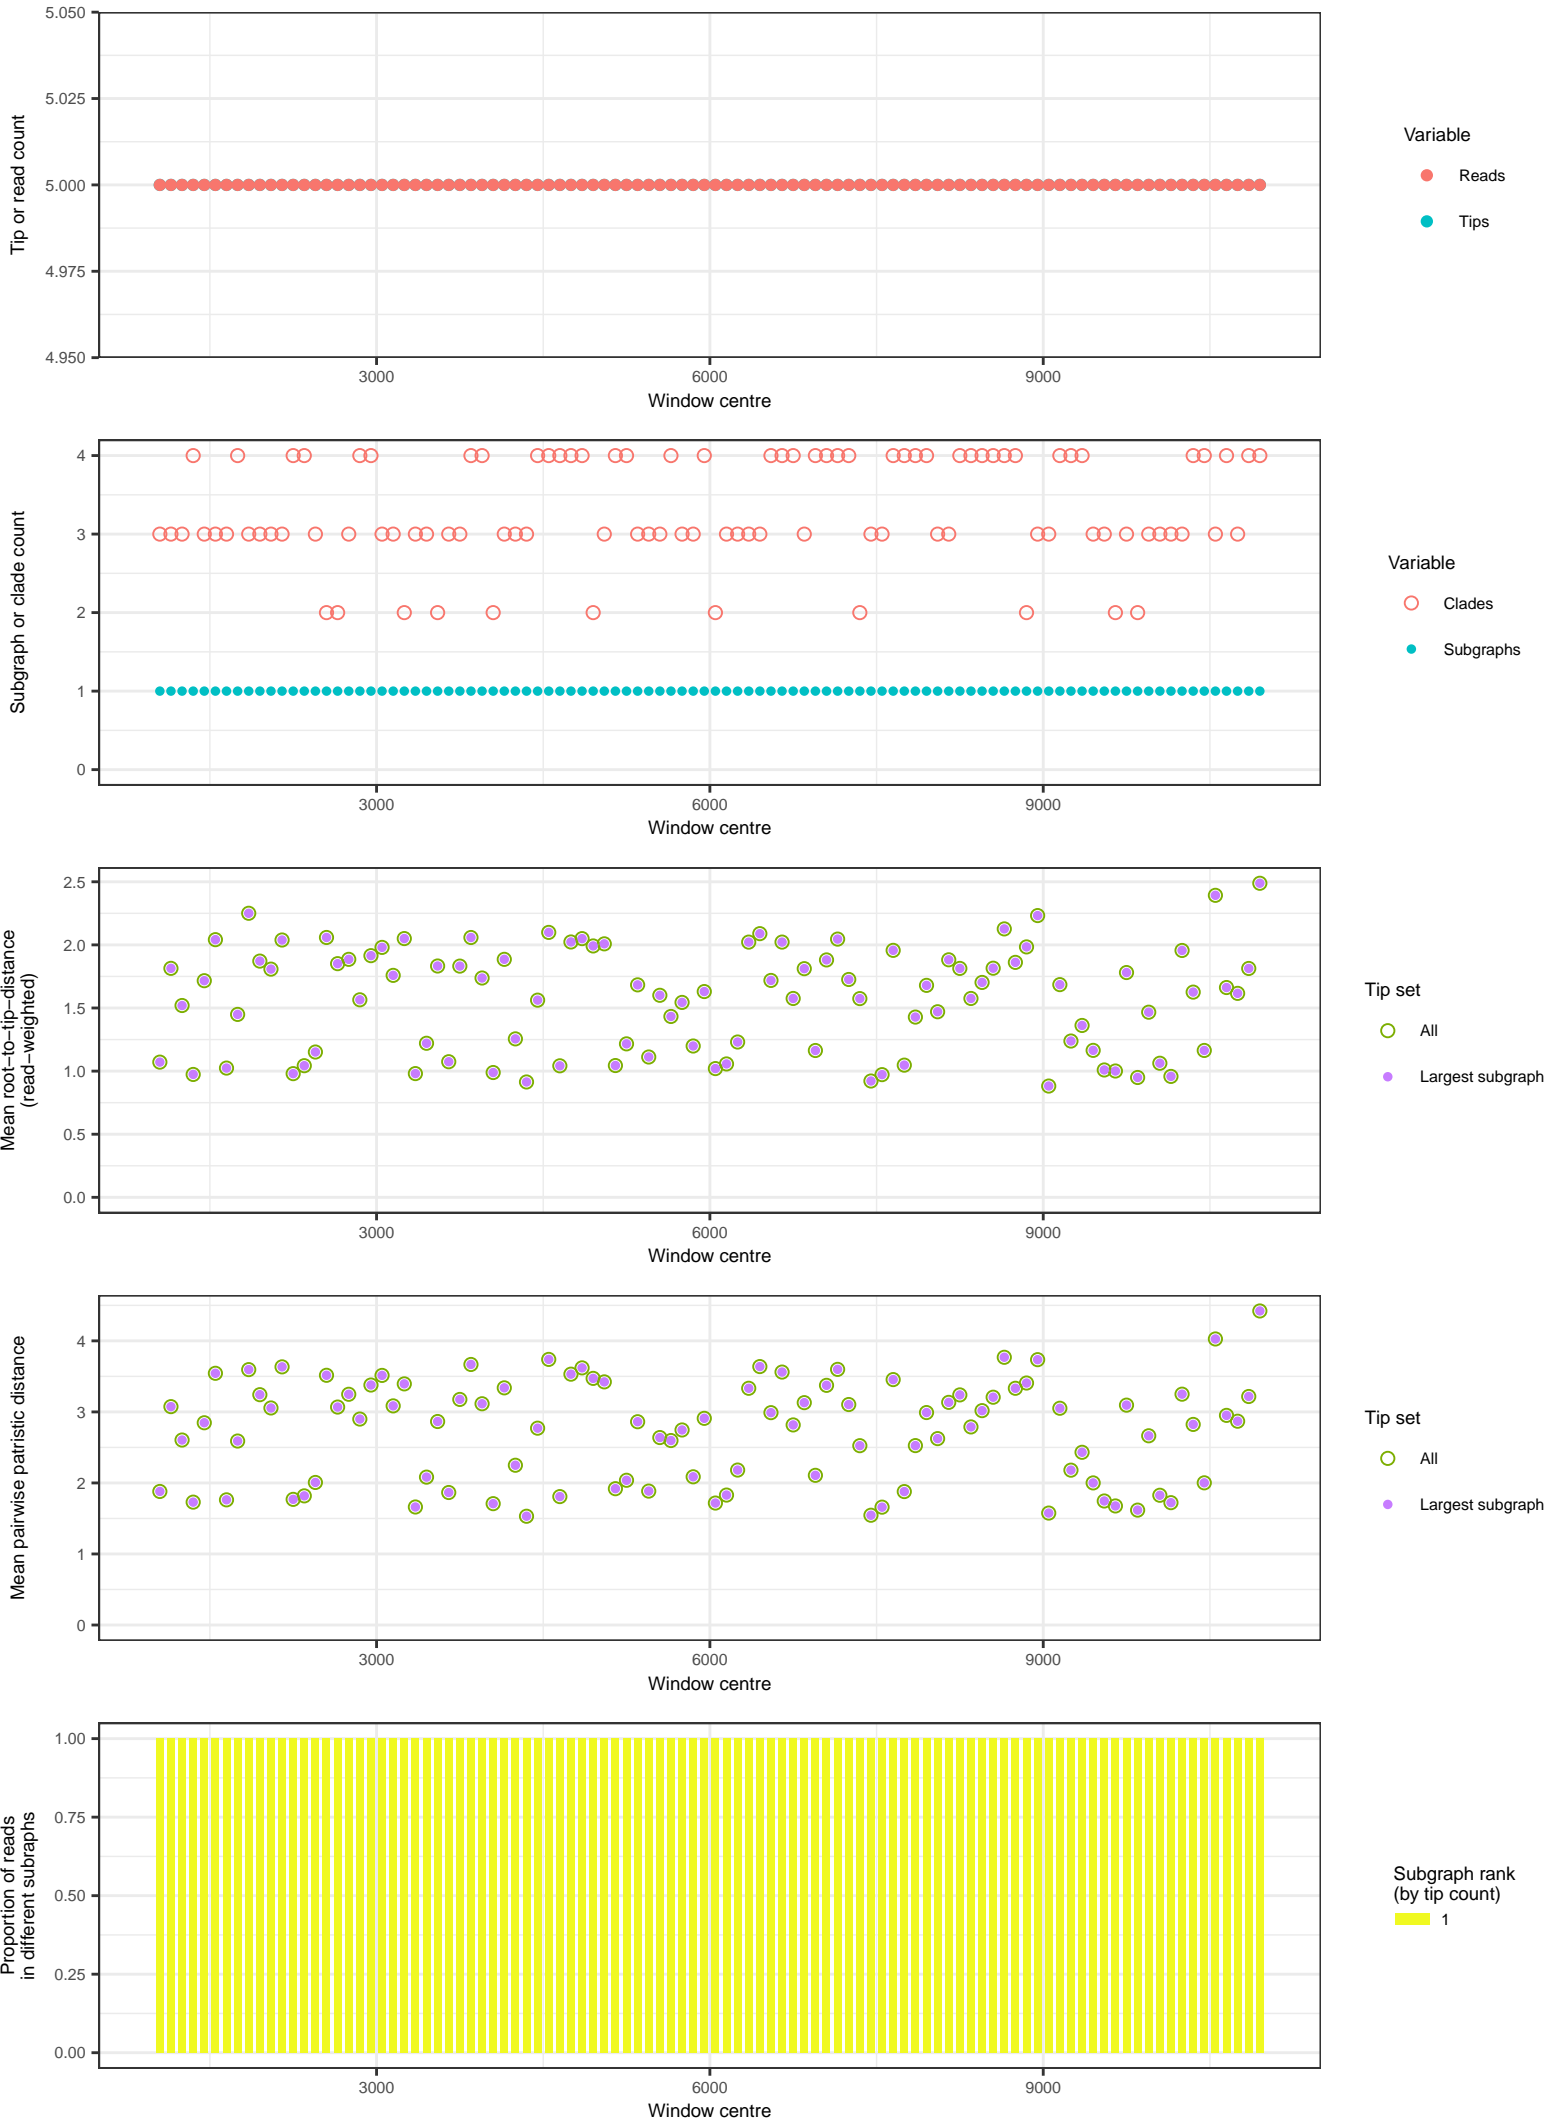 5.050
5.025
5.000
4.975
4.950
Tip or read count
3000
6000
9000
Window centre
Variable
Reads
Tips
4
3
2
1
0
Subgraph or clade count
3000
6000
9000
Window centre
Variable
Clades
Subgraphs
2.5
2.0
1.5
1.0
0.5
0.0
Mean root−to−tip−distance
(read−weighted)
3000
6000
9000
Window centre
Tip set
All
Largest subgraph
4
3
2
1
0
Mean pairwise patristic distance
3000
6000
9000
Window centre
Tip set
All
Largest subgraph
1.00
0.75
0.50
0.25
0.00
Proportion of reads
in different subraphs
3000
6000
9000
Window centre
Subgraph rank
(by tip count)
1